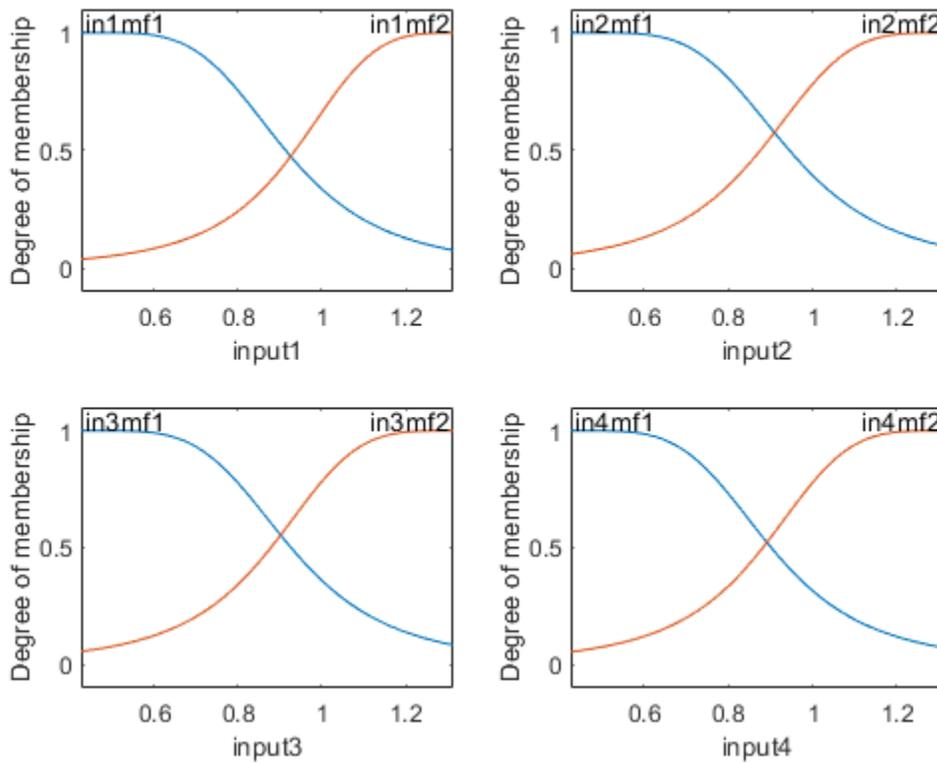 in1mf1 in1mf2
Degree of membership
1
0.5
0
0.6 0.8 1 1.2
input1
in2mf1 in2mf2
Degree of membership
1
0.5
0
0.6 0.8 1 1.2
input2
in3mf1 in3mf2
Degree of membership
1
0.5
0
0.6 0.8 1 1.2
input3
in4mf1 in4mf2
Degree of membership
1
0.5
0
0.6 0.8 1 1.2
input4